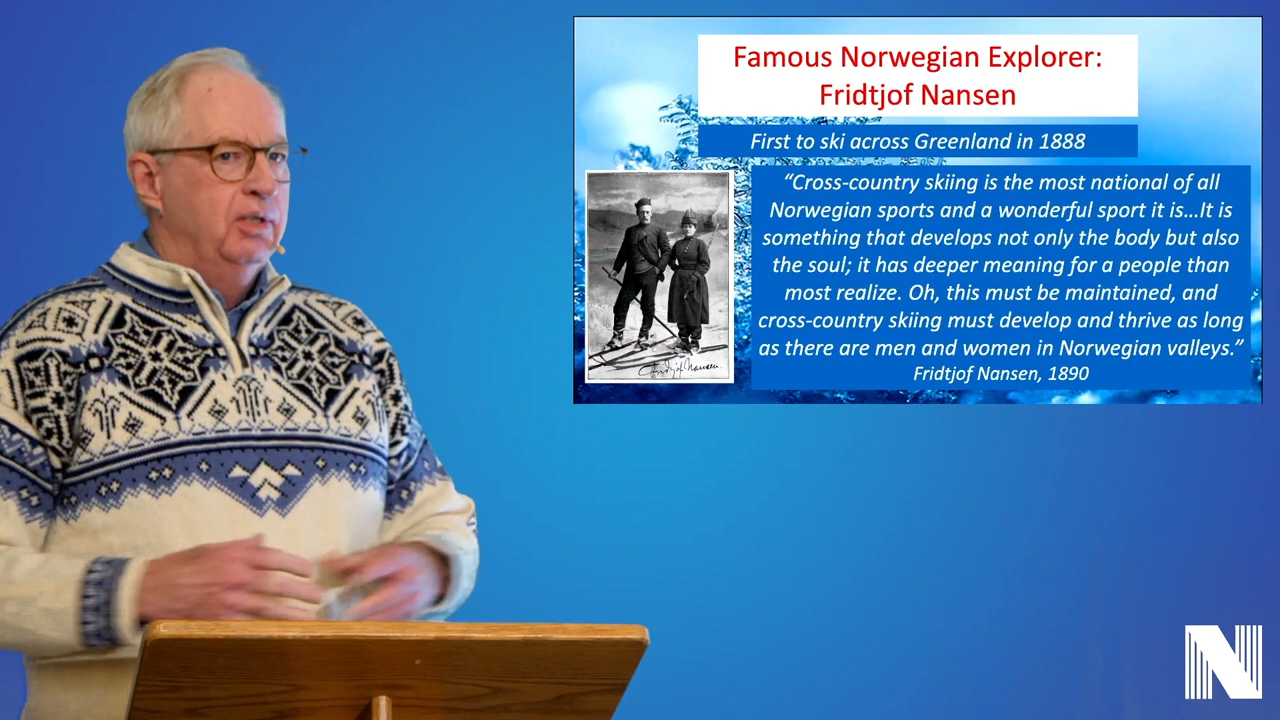 Famous Norwegian Explorer:
Fridtjof Nansen
First to ski across Greenland in 1888
“Cross-country skiing is the most national of all
Norwegian sports and a wonderful sport it is…It is
something that develops not only the body but also
the soul; it has deeper meaning for a people than
most realize. Oh, this must be maintained, and
cross-country skiing must develop and thrive as long
as there are men and women in Norwegian valleys.”
Fridtjof Nansen, 1890
Fridtjof Nansen.
N